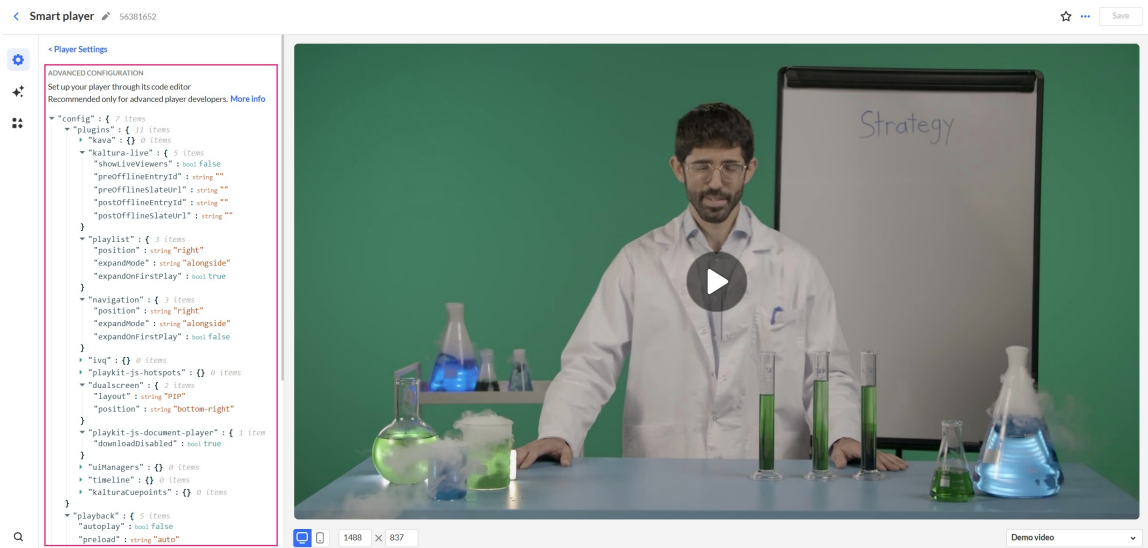 Smart player 56381652
Save
< Player Settings
ADVANCED CONFIGURATION
Set up your player through its code editor
Recommended only for advanced player developers. More info
"config" : { 7 items
"plugins" : { 11 items
"kava" : {} 0 items
"kaltura-live" : { 5 items
"showLiveViewers" : bool false
"preOfflineEntryId" : string ""
"preOfflineSlateUrl" : string ""
"postOfflineEntryId" : string ""
"postOfflineSlateUrl" : string ""
}
"playlist" : { 3 items
"position" : string "right"
"expandMode" : string "alongside"
"expandOnFirstPlay" : bool true
}
"navigation" : { 3 items
"position" : string "right"
"expandMode" : string "alongside"
"expandOnFirstPlay" : bool false
}
"ivq" : {} 0 items
"playkit-js-hotspots" : {} 0 items
"dualscreen" : { 2 items
"layout" : string "PIP"
"position" : string "bottom-right"
}
"playkit-js-document-player" : { 1 item
"downloadDisabled" : bool true
}
"uiManagers" : {} 0 items
"timeline" : {} 0 items
"kalturaCuepoints" : {} 0 items
}
"playback" : { 5 items
"autoplay" : bool false
"preload" : string "auto"
Strategy
1488 × 837
Demo video